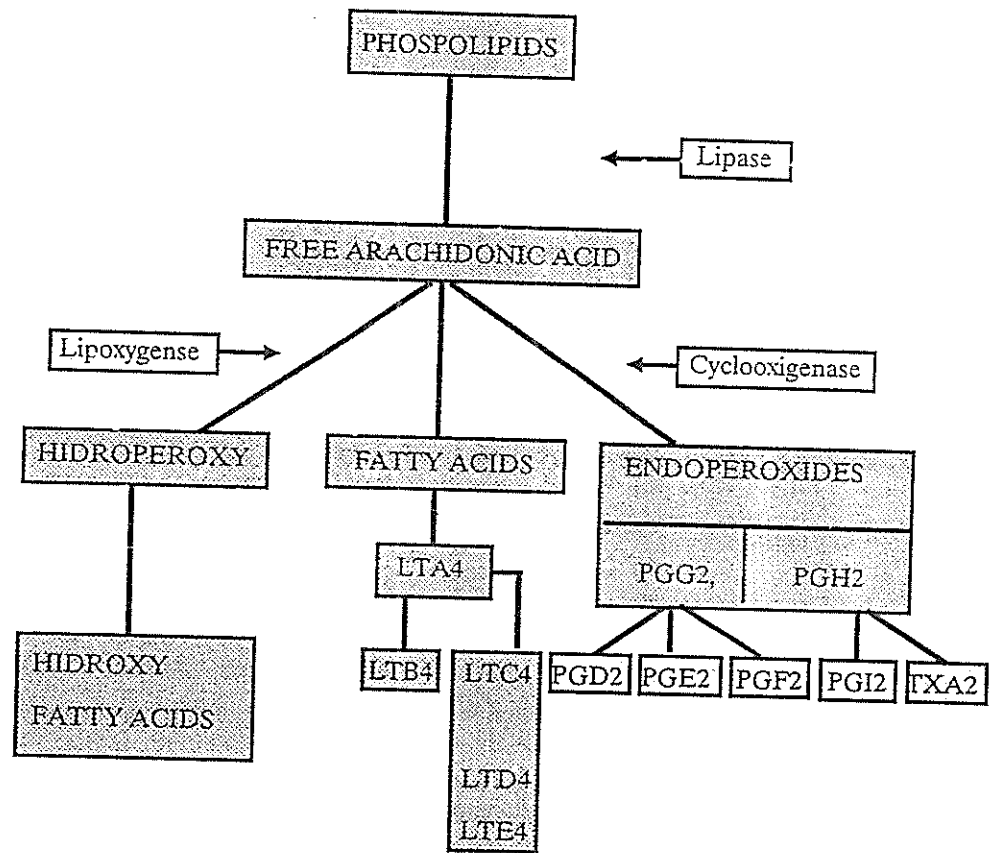 PHOSPOLIPIDS
Lipase
FREE ARACHIDONIC ACID
Lipoxygense
Cyclooxigenase
HIDROPEROXY
FATTY ACIDS
ENDOPEROXIDES
LTA4
PGG2,
PGH2
HIDROXY
FATTY ACIDS
LTB4
LTC4
LTD4
LTE4
PGD2
PGE2
PGF2
PGI2
TXA2